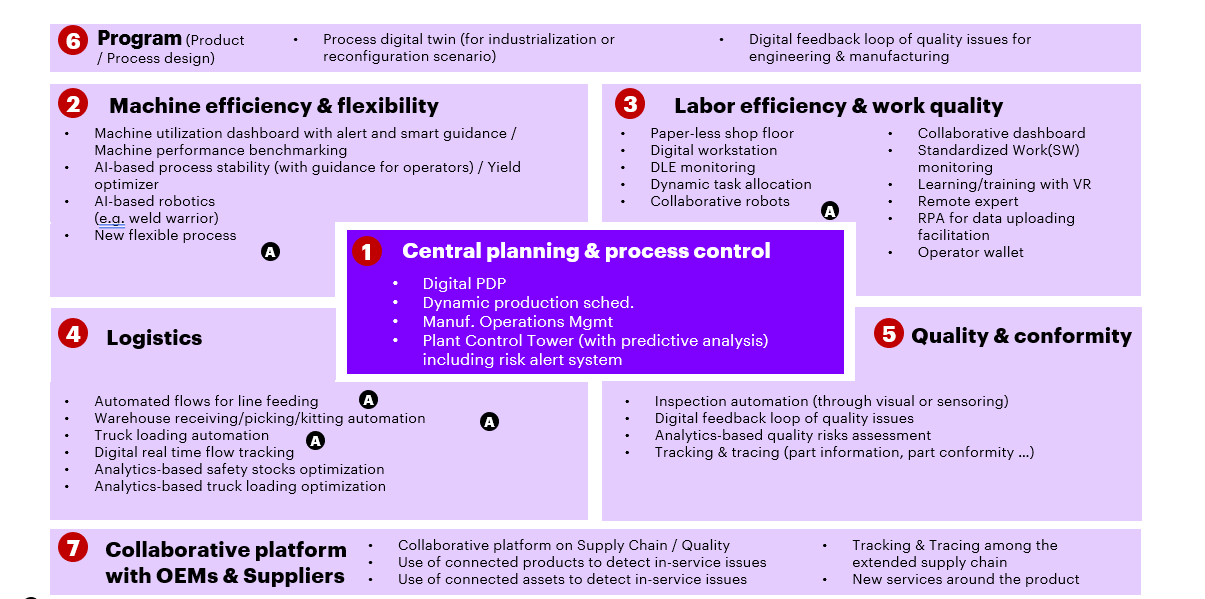 6 Program (Product
/ Process design)
• Process digital twin (for industrialization or
reconfiguration scenario)
• Digital feedback loop of quality issues for
engineering & manufacturing
2 Machine efficiency & flexibility
• Machine utilization dashboard with alert and smart guidance /
Machine performance benchmarking
• AI-based process stability (with guidance for operators) / Yield
optimizer
• AI-based robotics
(e.g. weld warrior)
• New flexible process
A
3 Labor efficiency & work quality
• Paper-less shop floor
• Digital workstation
• DLE monitoring
• Dynamic task allocation
• Collaborative robots
A
• Collaborative dashboard
• Standardized Work(SW)
monitoring
• Learning/training with VR
• Remote expert
• RPA for data uploading
facilitation
• Operator wallet
1 Central planning & process control
• Digital PDP
• Dynamic production sched.
• Manuf. Operations Mgmt
• Plant Control Tower (with predictive analysis)
including risk alert system
4 Logistics
• Automated flows for line feeding A
• Warehouse receiving/picking/kitting automation A
• Truck loading automation A
• Digital real time flow tracking
• Analytics-based safety stocks optimization
• Analytics-based truck loading optimization
5 Quality & conformity
• Inspection automation (through visual or sensoring)
• Digital feedback loop of quality issues
• Analytics-based quality risks assessment
• Tracking & tracing (part information, part conformity ...)
7 Collaborative platform
with OEMs & Suppliers
• Collaborative platform on Supply Chain / Quality
• Use of connected products to detect in-service issues
• Use of connected assets to detect in-service issues
• Tracking & Tracing among the
extended supply chain
• New services around the product